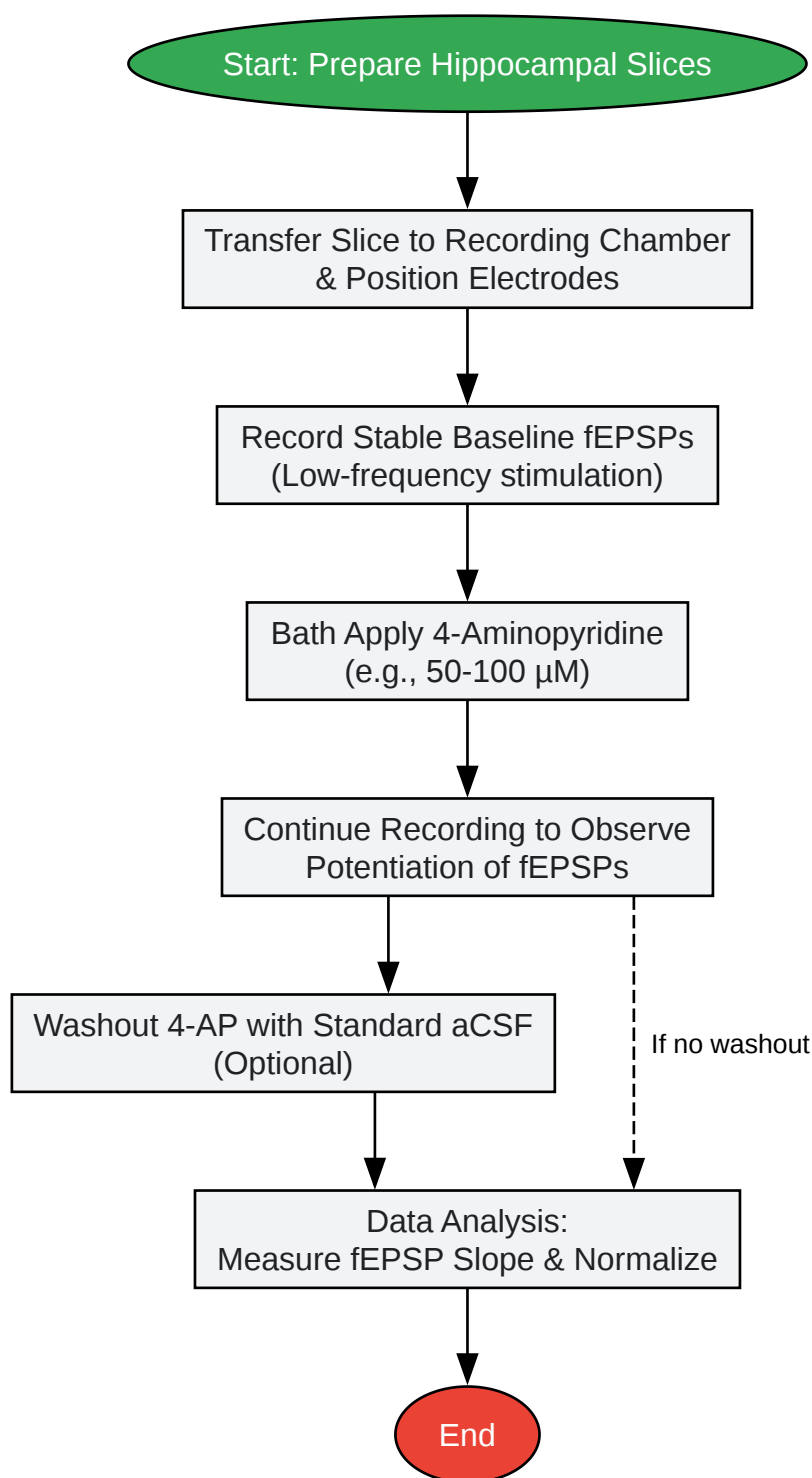 Start: Prepare Hippocampal Slices
Transfer Slice to Recording Chamber
& Position Electrodes
Record Stable Baseline fEPSPs
(Low-frequency stimulation)
Bath Apply 4-Aminopyridine
(e.g., 50-100 µM)
Continue Recording to Observe
Potentiation of fEPSPs
Washout 4-AP with Standard aCSF
(Optional)
If no washout
Data Analysis:
Measure fEPSP Slope & Normalize
End